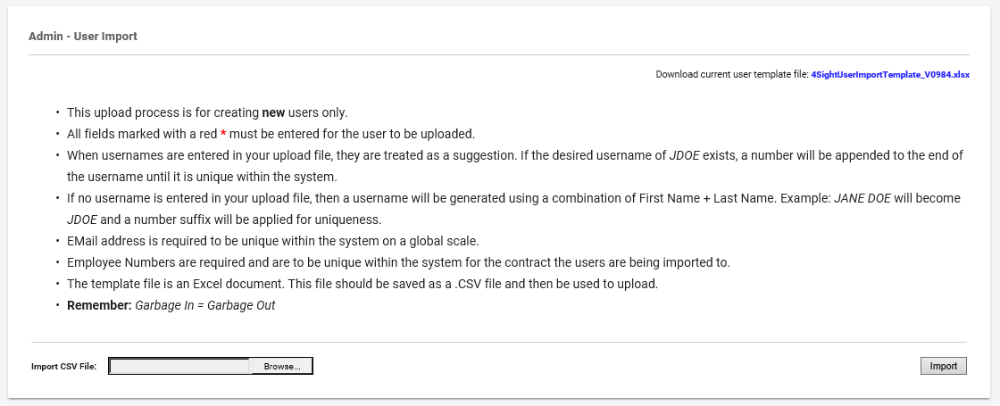 Admin - User Import
Download current user template file: 4SightUserImportTemplate_V0984.xlsx
• This upload process is for creating new users only.
• All fields marked with a red * must be entered for the user to be uploaded.
• When usernames are entered in your upload file, they are treated as a suggestion. If the desired username of JDOE exists, a number will be appended to the end of
the username until it is unique within the system.
• If no username is entered in your upload file, then a username will be generated using a combination of First Name + Last Name. Example: JANE DOE will become
JDOE and a number suffix will be applied for uniqueness.
• EMail address is required to be unique within the system on a global scale.
• Employee Numbers are required and are to be unique within the system for the contract the users are being imported to.
• The template file is an Excel document. This file should be saved as a .CSV file and then be used to upload.
• Remember: Garbage In = Garbage Out
Import CSV File: Browse... Import